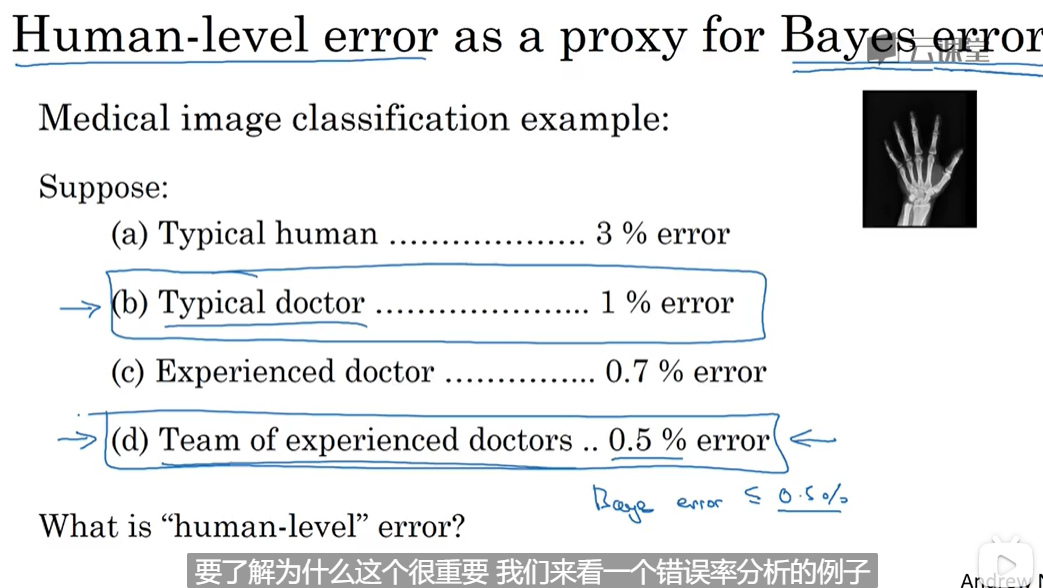 Human-level error as a proxy for Bayes error
云课堂
Medical image classification example:
Suppose:
(a) Typical human ................... 3 % error
(b) Typical doctor ..................... 1 % error
(c) Experienced doctor ............... 0.7 % error
(d) Team of experienced doctors .. 0.5 % error
Baye error ≤ 0.5%
What is “human-level” error?
要了解为什么这个很重要 我们来看一个错误率分析的例子
Andrew N